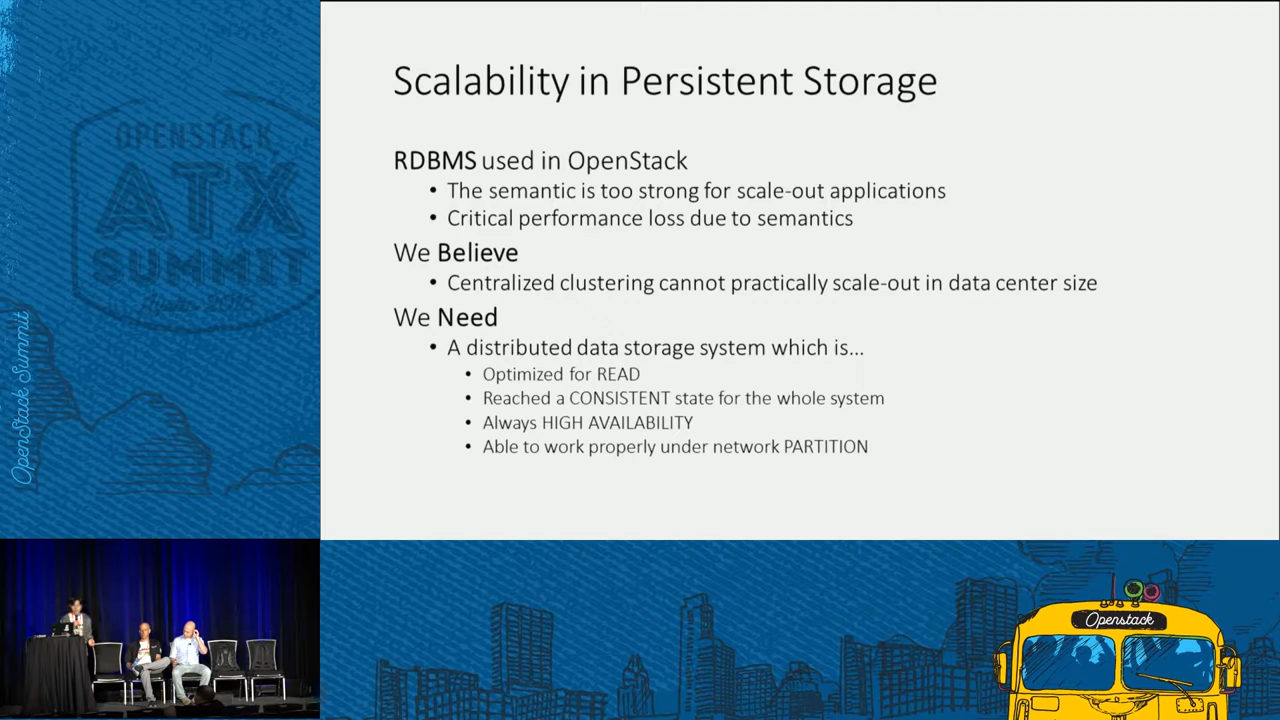 Scalability in Persistent Storage
RDBMS used in OpenStack
• The semantic is too strong for scale-out applications
• Critical performance loss due to semantics
We Believe
• Centralized clustering cannot practically scale-out in data center size
We Need
• A distributed data storage system which is...
• Optimized for READ
• Reached a CONSISTENT state for the whole system
• Always HIGH AVAILABILITY
• Able to work properly under network PARTITION
OPENSTACK
ATX
SUMMIT
OpenStack Summit
Openstack